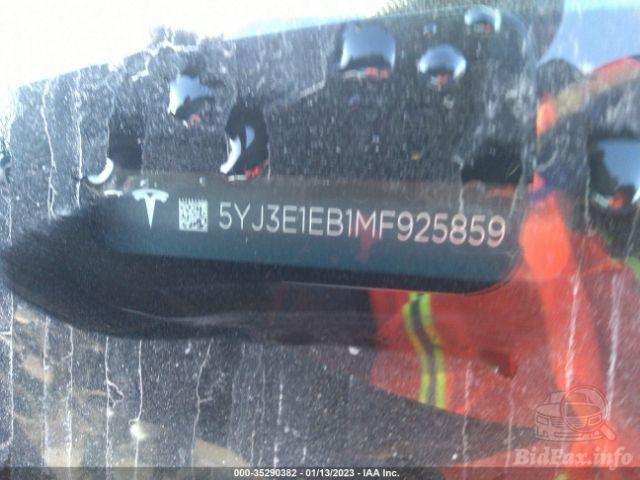 5YJ3E1EB1MF925859
BidFax.info
000-35290382 - 01/13/2023 - IAA Inc.